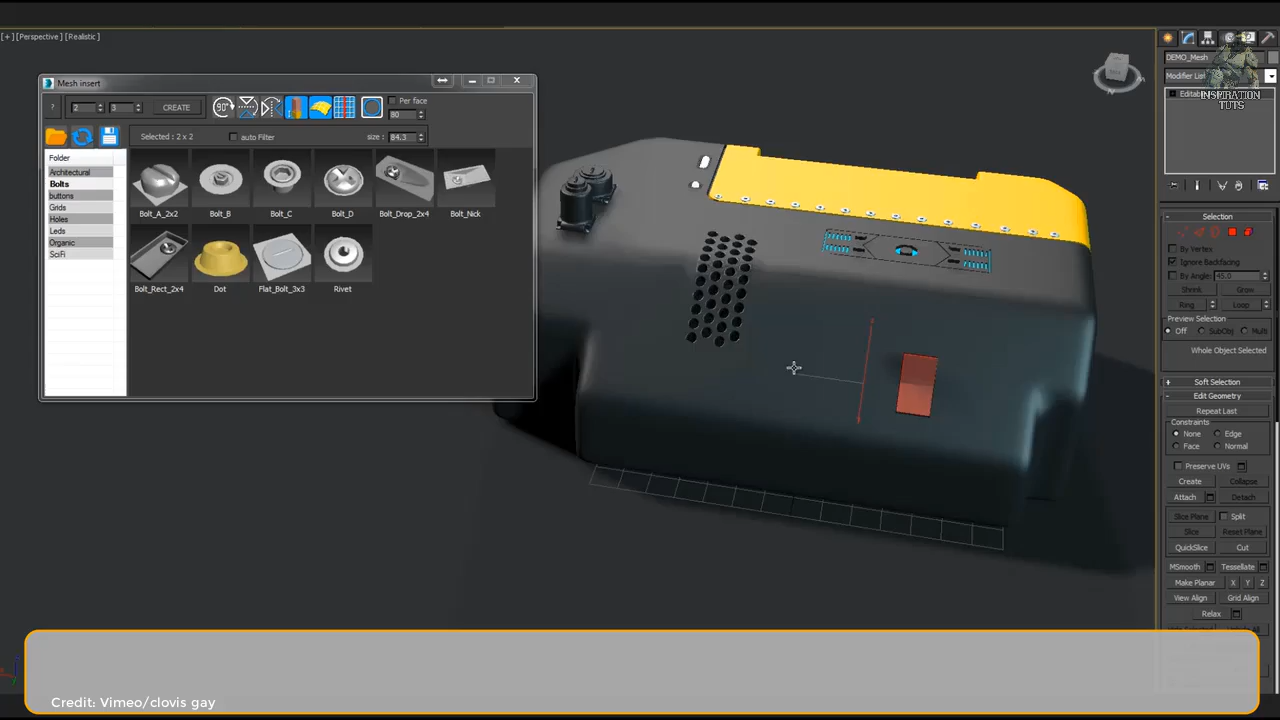 [+] [Perspective] [Realistic]
Mesh insert
? 2 3 CREATE 90° Per face
80
Selected : 2 x 2 auto Filter size : 84.3
Folder
Architectural
Bolts
buttons
Grids
Holes
Leds
Organic
SciFi
Bolt_A_2x2 Bolt_B Bolt_C Bolt_D Bolt_Drop_2x4 Bolt_Nick
Bolt_Rect_2x4 Dot Flat_Bolt_3x3 Rivet
DEMO_Mesh
Modifier List
Editab
INSPIRATION
TUTS
- Selection
By Vertex
Ignore Backfacing
By Angle: 45.0
Shrink Grow
Ring Loop
Preview Selection
Off SubObj Multi
Whole Object Selected
+ Soft Selection
- Edit Geometry
Repeat Last
Constraints
None Edge
Face Normal
Preserve UVs
Create Collapse
Attach Detach
Slice Plane Split
Slice Reset Plane
QuickSlice Cut
MSmooth Tessellate
Make Planar X Y Z
View Align Grid Align
Relax
Credit: Vimeo/clovis gay